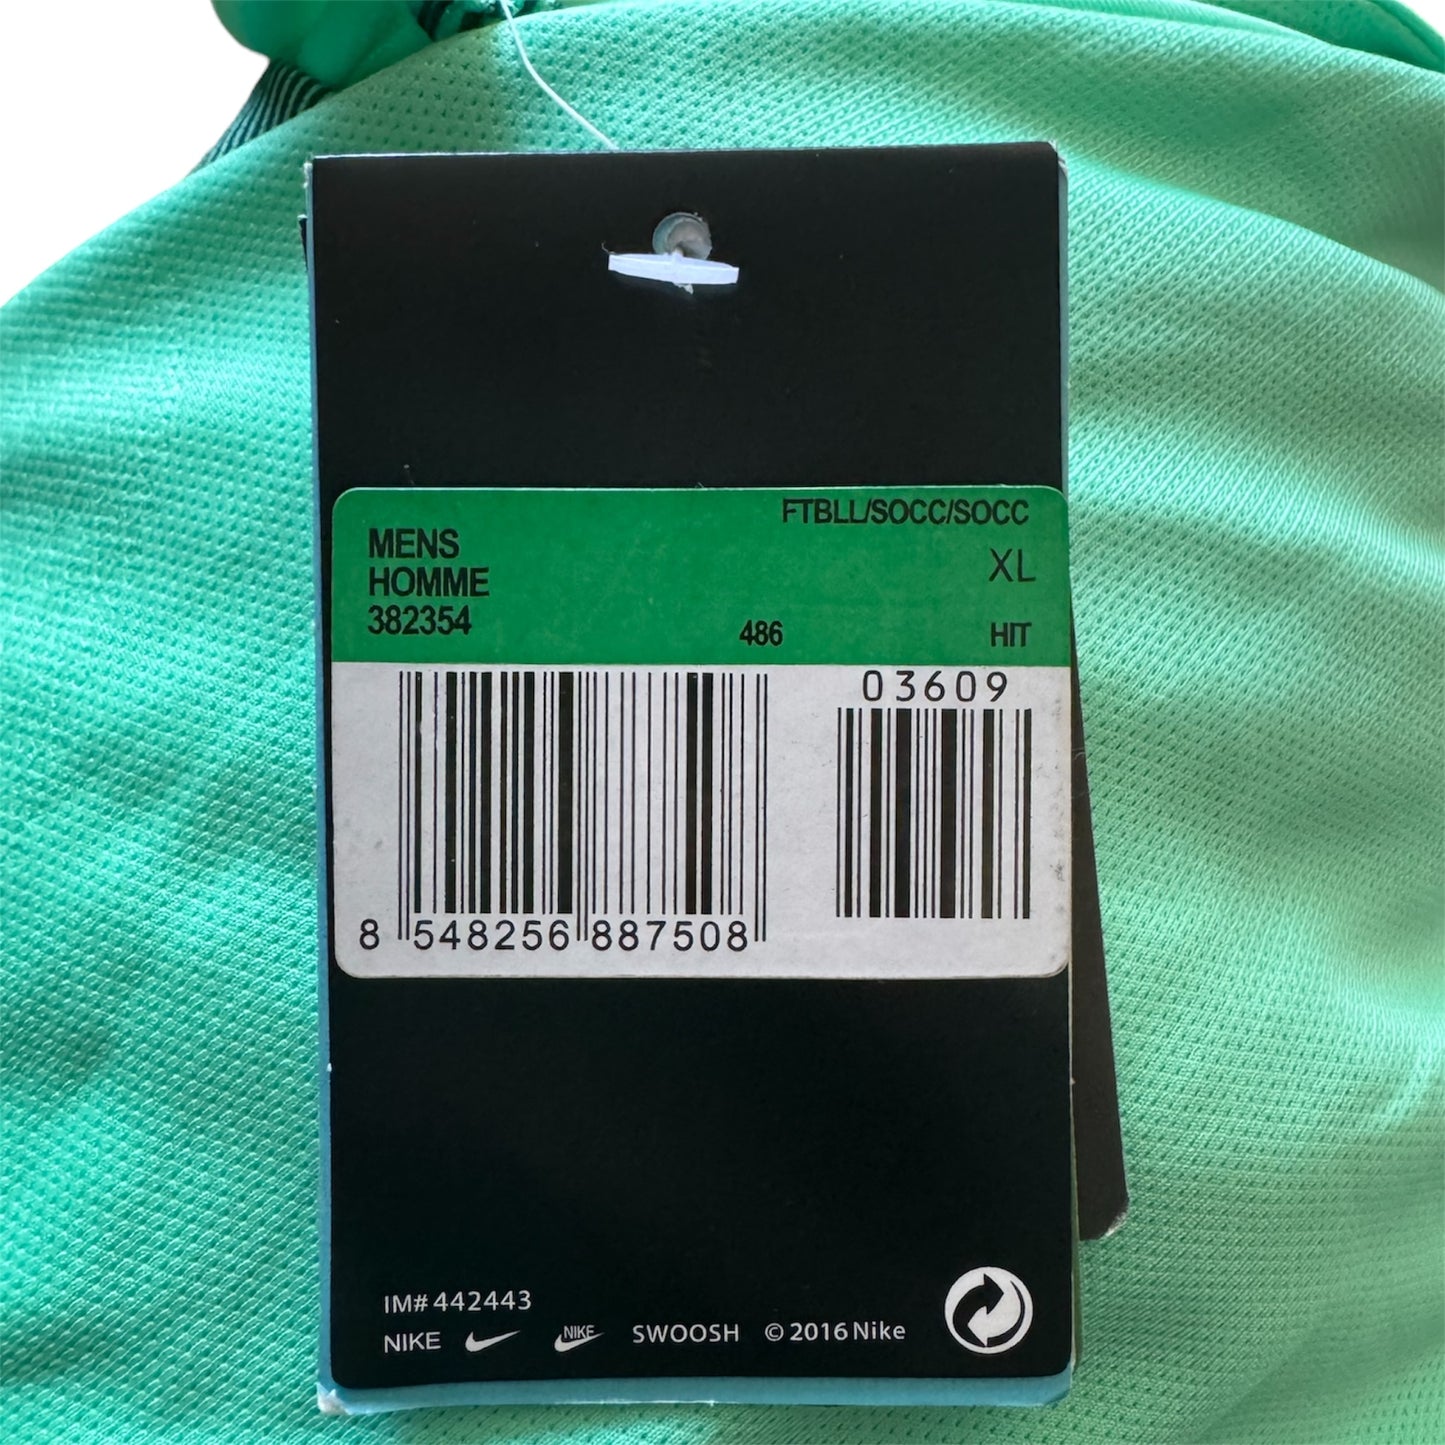 FTBLL/SOCC/SOCC
MENS
HOMME
XL
382354
486
HIT
03609
8 548256 887508
IM# 442443
NIKE NIKE SWOOSH © 2016 Nike